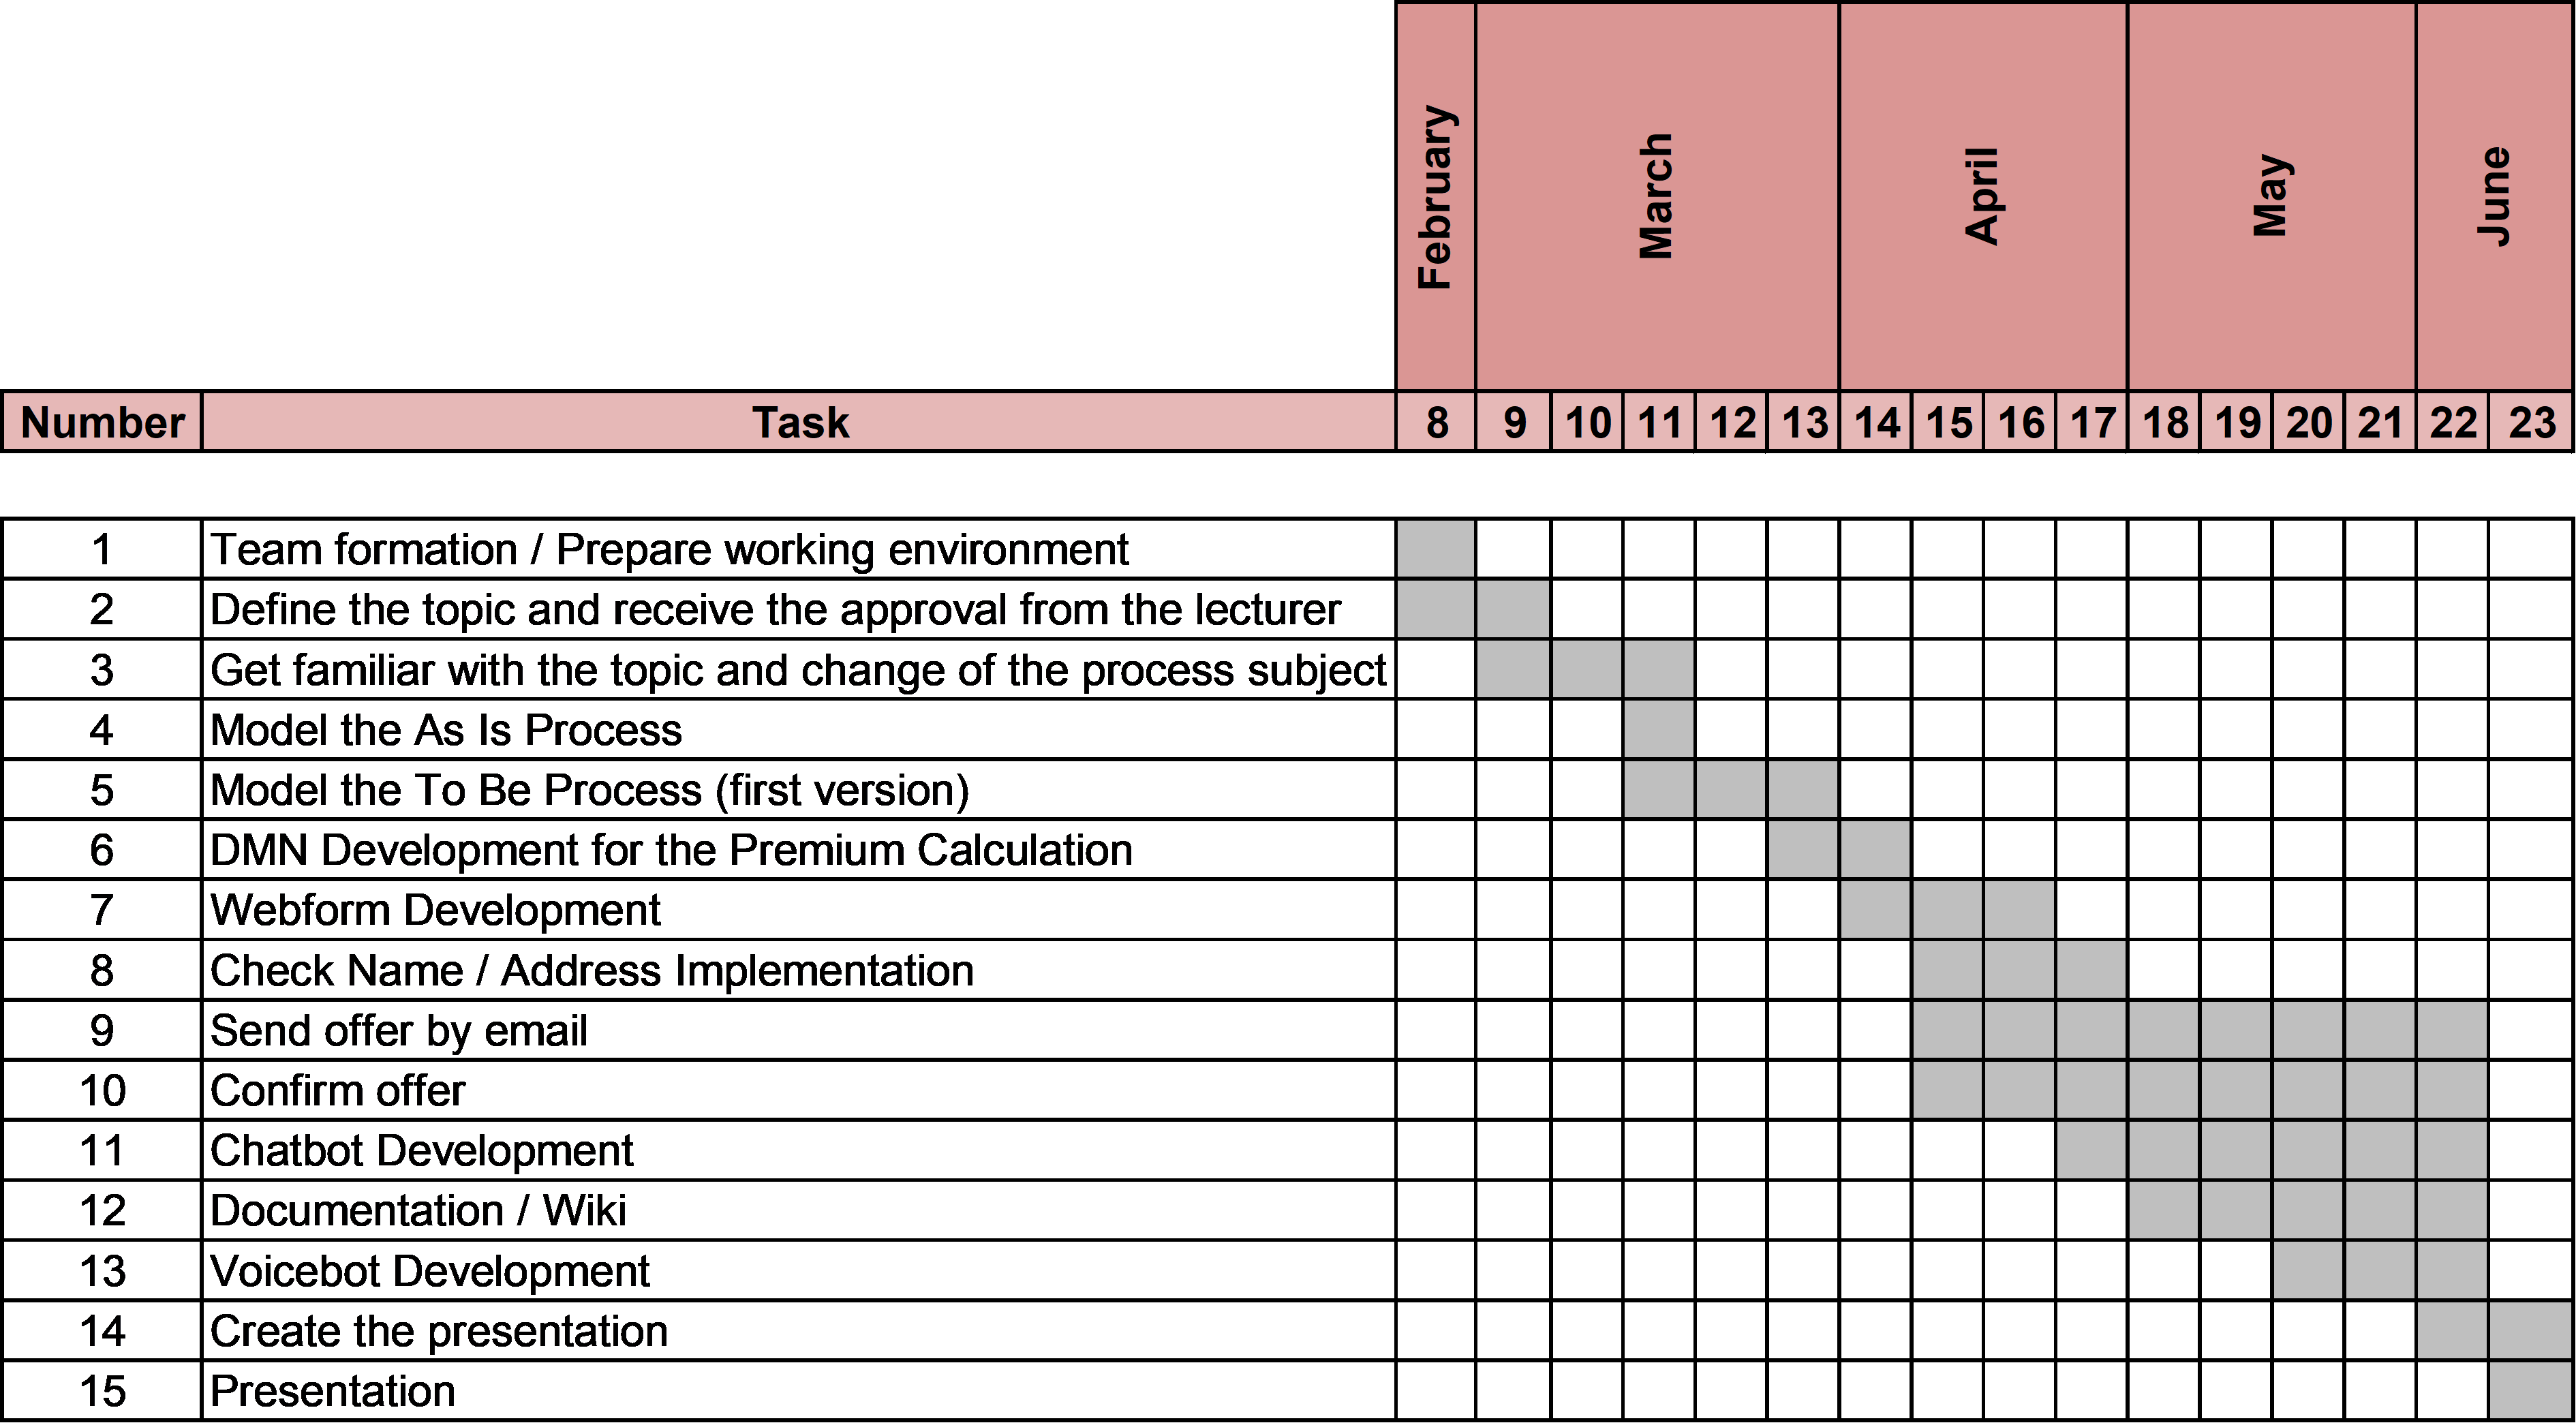 February March April May June
Number Task 8 9 10 11 12 13 14 15 16 17 18 19 20 21 22 23
1 Team formation / Prepare working environment
2 Define the topic and receive the approval from the lecturer
3 Get familiar with the topic and change of the process subject
4 Model the As Is Process
5 Model the To Be Process (first version)
6 DMN Development for the Premium Calculation
7 Webform Development
8 Check Name / Address Implementation
9 Send offer by email
10 Confirm offer
11 Chatbot Development
12 Documentation / Wiki
13 Voicebot Development
14 Create the presentation
15 Presentation